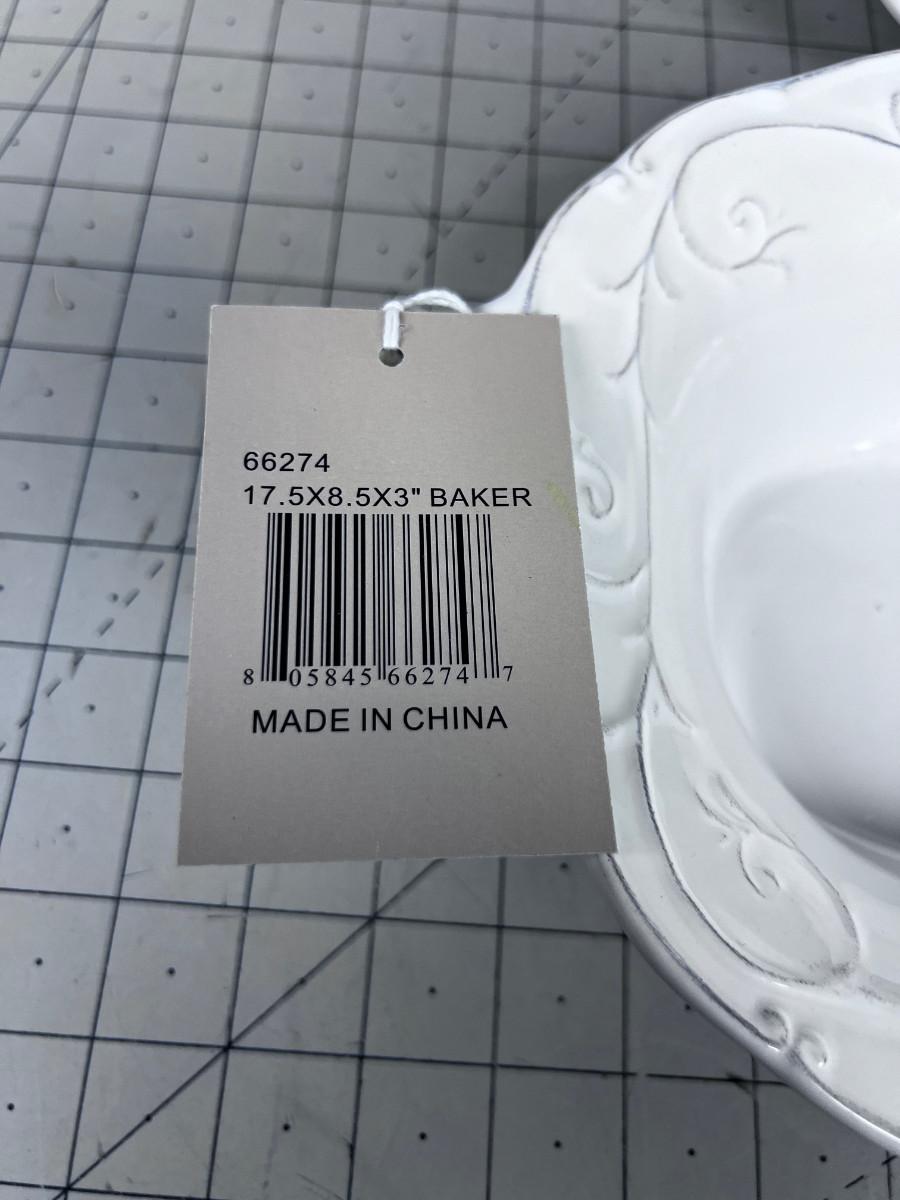 66274
17.5X8.5X3" BAKER
8 05845 66274 7
MADE IN CHINA